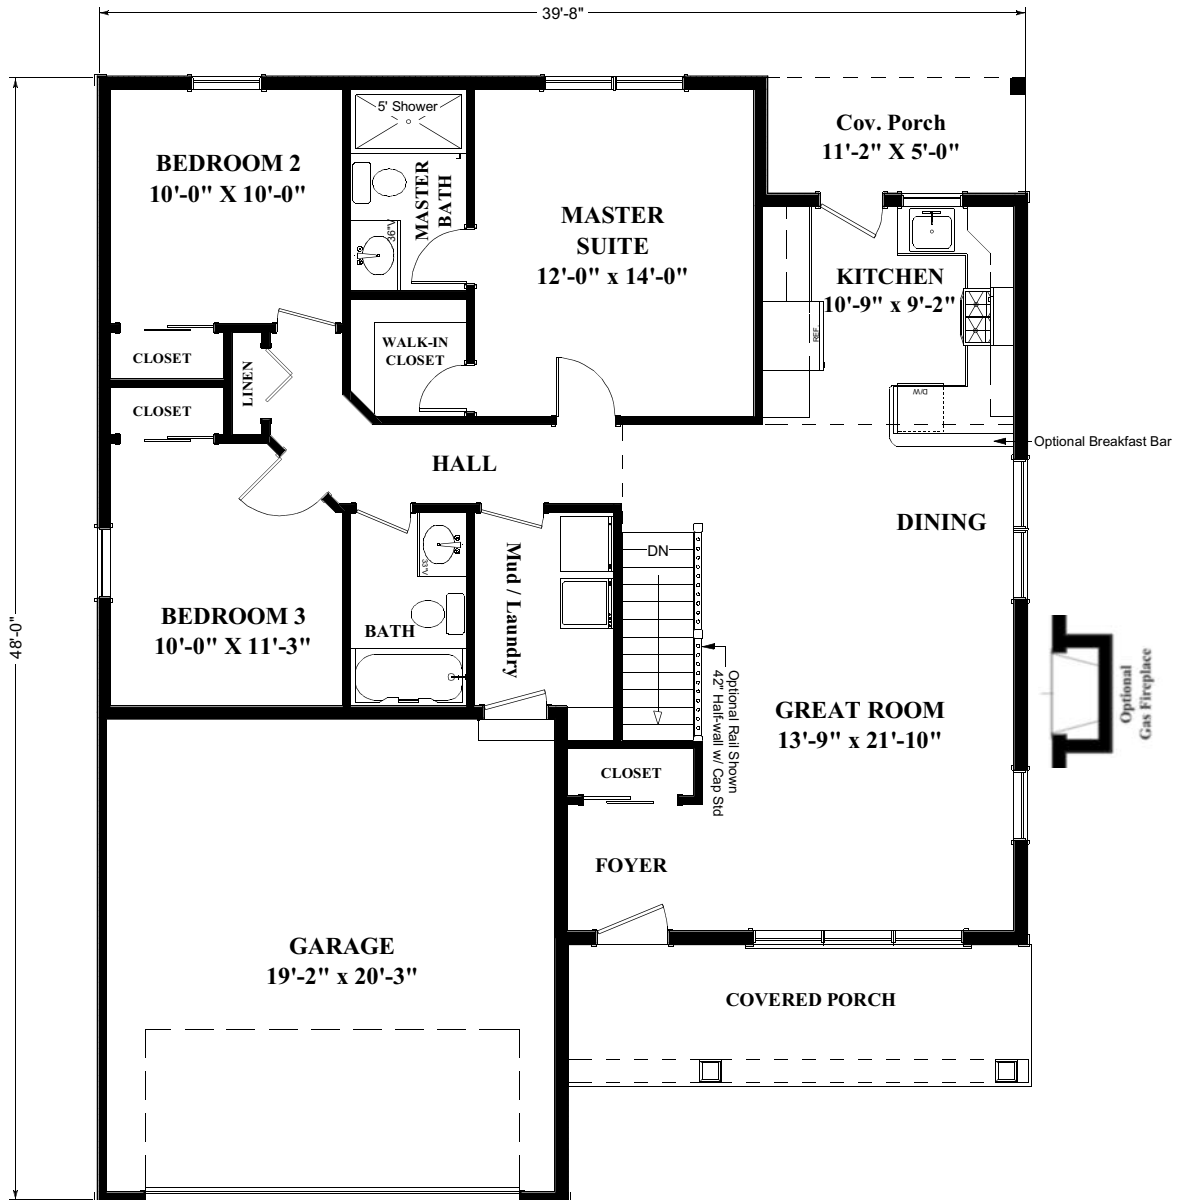 39'-8"
5' Shower
Cov. Porch
11'-2" X 5'-0"
BEDROOM 2
10'-0" X 10'-0"
MASTER
BATH
36"V
MASTER
SUITE
12'-0" x 14'-0"
KITCHEN
10'-9" x 9'-2"
REF.
D/W
CLOSET
LINEN
WALK-IN
CLOSET
CLOSET
Optional Breakfast Bar
HALL
DINING
48'-0"
DN
33"V
Mud / Laundry
BEDROOM 3
10'-0" X 11'-3"
BATH
Optional Rail Shown
42" Half-wall w/ Cap Std
Optional
Gas Fireplace
GREAT ROOM
13'-9" x 21'-10"
CLOSET
FOYER
GARAGE
19'-2" x 20'-3"
COVERED PORCH